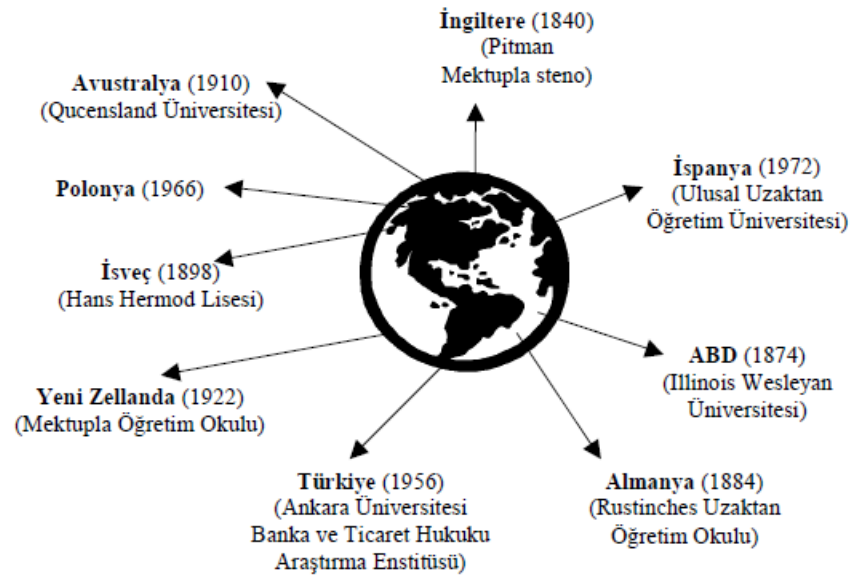 İngiltere (1840)
(Pitman
Mektupla steno)
Avustralya (1910)
(Qucensland Üniversitesi)
İspanya (1972)
(Ulusal Uzaktan
Öğretim Üniversitesi)
Polonya (1966)
İsveç (1898)
(Hans Hermod Lisesi)
ABD (1874)
(Illinois Wesleyan
Üniversitesi)
Yeni Zellanda (1922)
(Mektupla Öğretim Okulu)
Türkiye (1956)
(Ankara Üniversitesi
Banka ve Ticaret Hukuku
Araştırma Enstitüsü)
Almanya (1884)
(Rustinches Uzaktan
Öğretim Okulu)